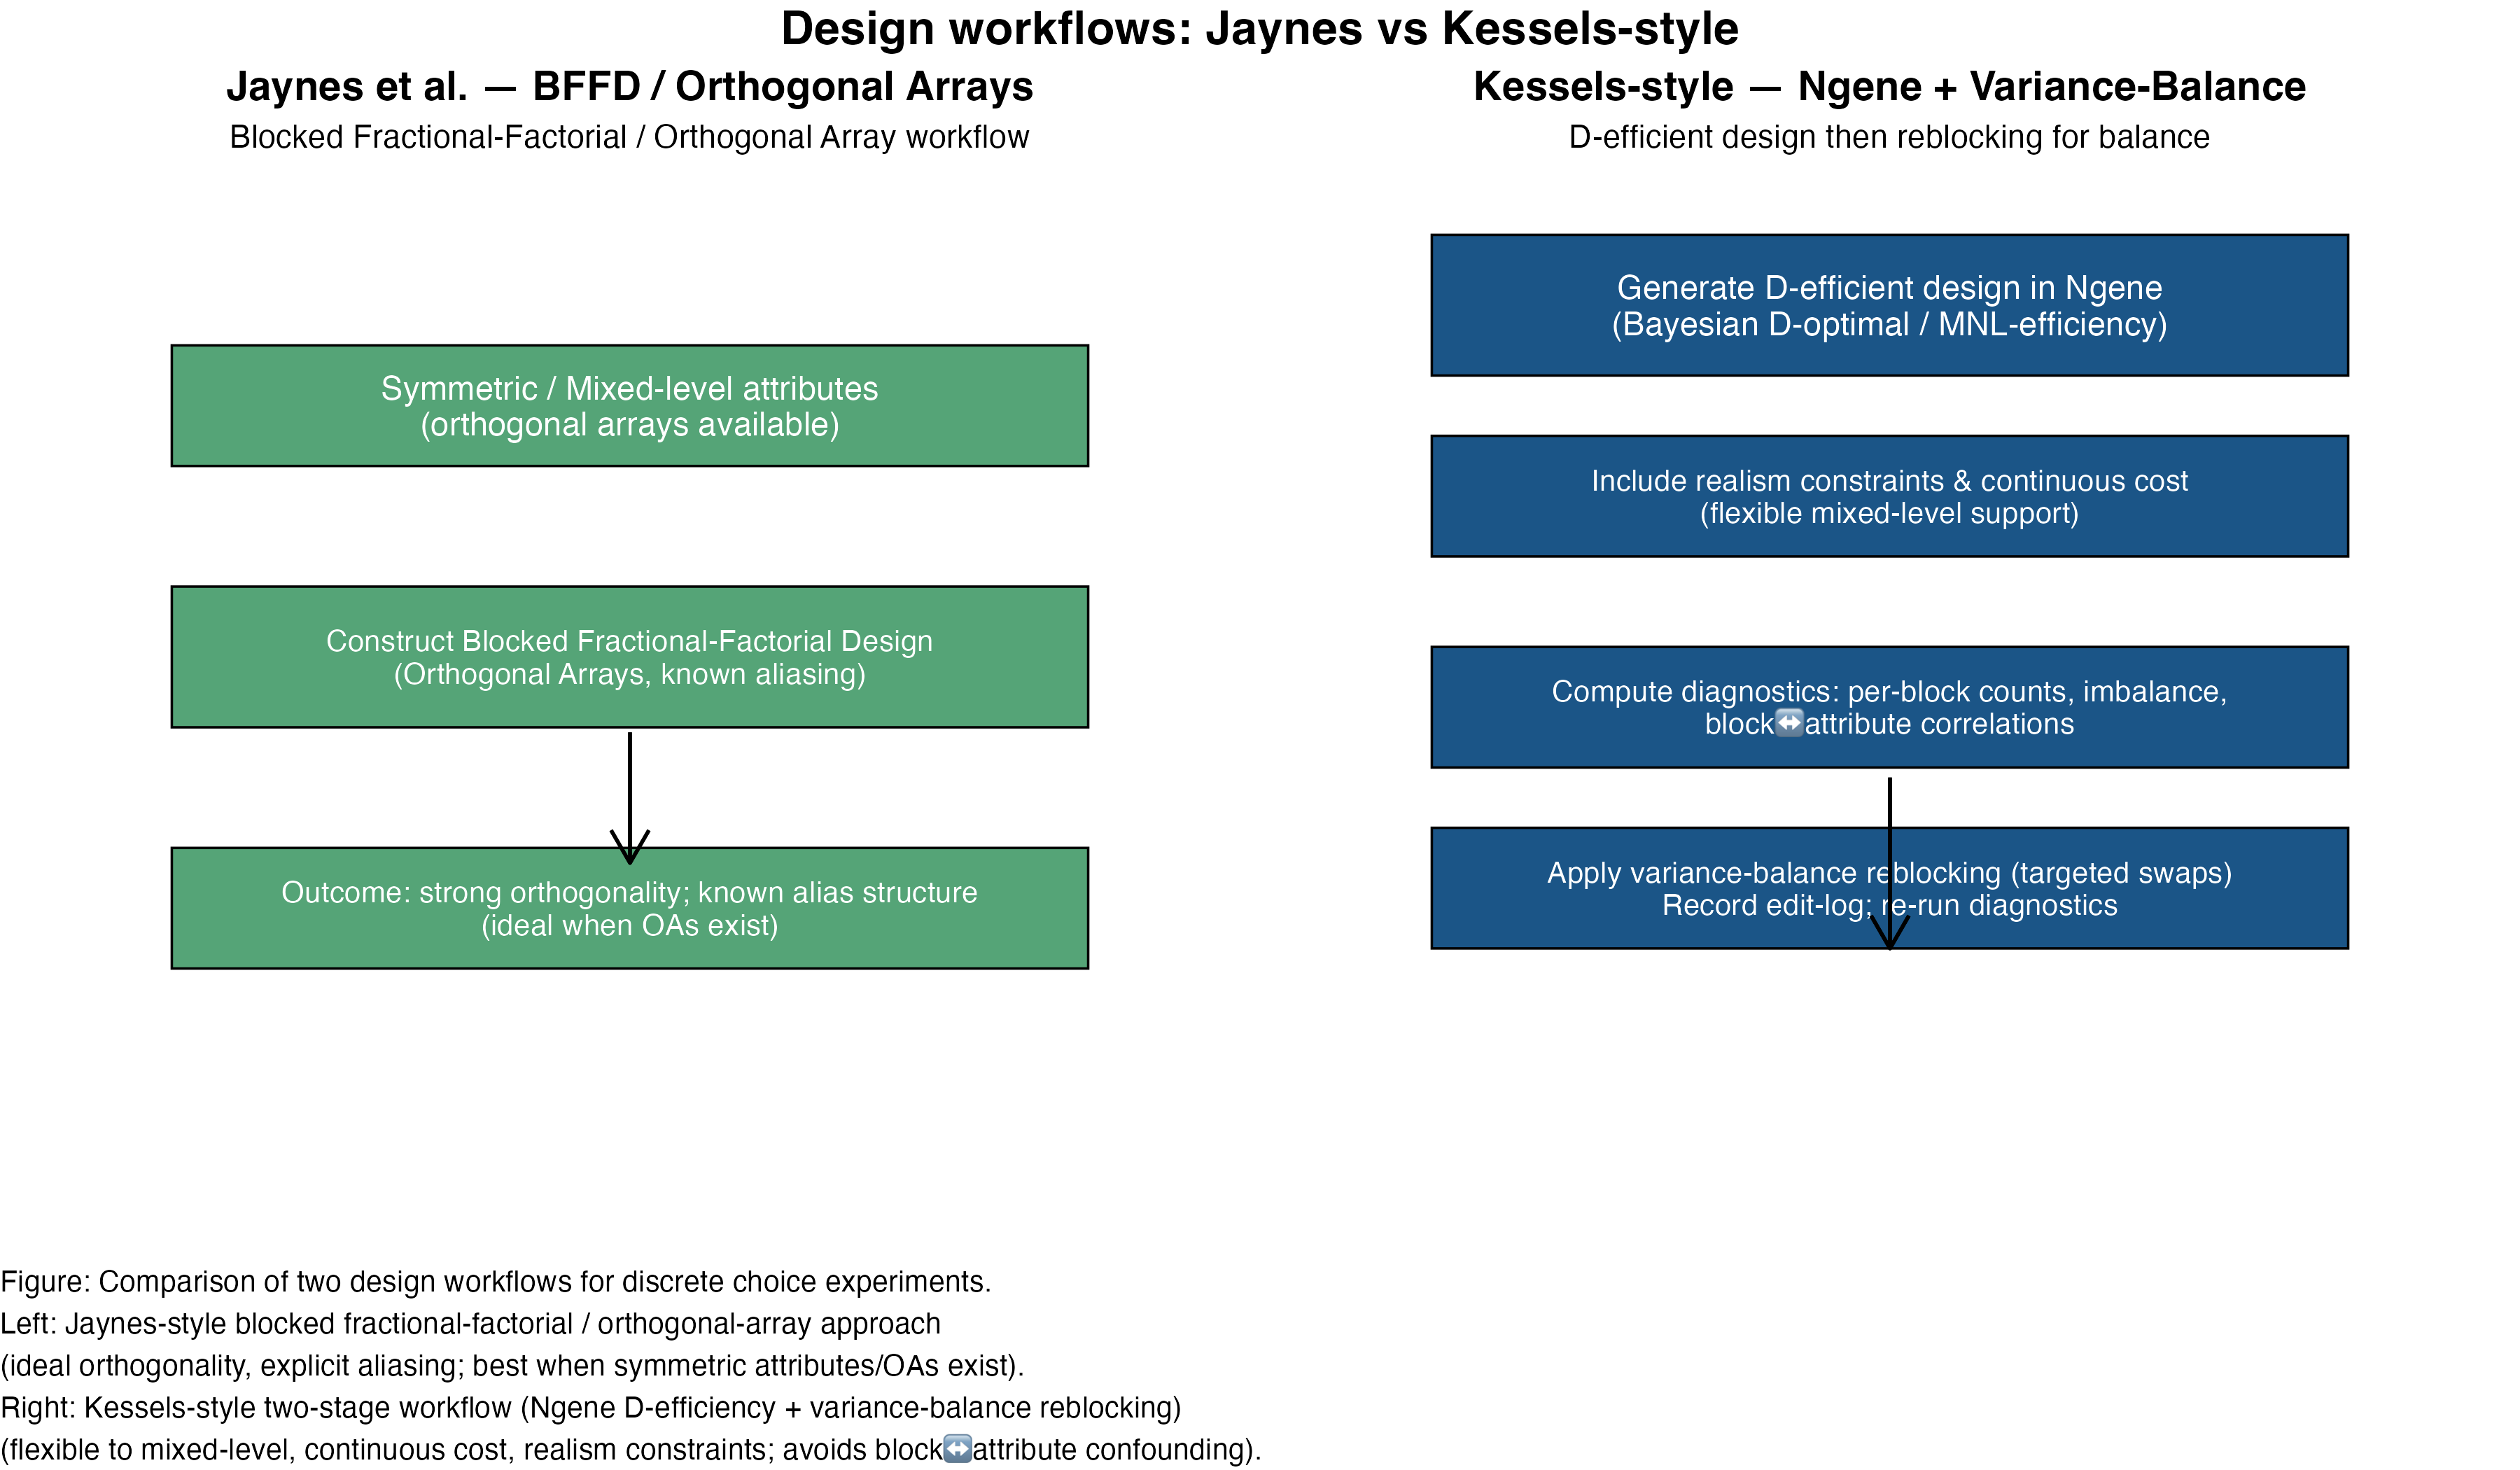 Design workflows: Jaynes vs Kessels-style
Jaynes et al. — BFFD / Orthogonal Arrays
Blocked Fractional-Factorial / Orthogonal Array workflow
Symmetric / Mixed-level attributes
(orthogonal arrays available)
Construct Blocked Fractional-Factorial Design
(Orthogonal Arrays, known aliasing)
Outcome: strong orthogonality; known alias structure
(ideal when OAs exist)
Kessels-style — Ngene + Variance-Balance
D-efficient design then reblocking for balance
Generate D-efficient design in Ngene
(Bayesian D-optimal / MNL-efficiency)
Include realism constraints & continuous cost
(flexible mixed-level support)
Compute diagnostics: per-block counts, imbalance,
block↔️attribute correlations
Apply variance-balance reblocking (targeted swaps)
Record edit-log; re-run diagnostics
Figure: Comparison of two design workflows for discrete choice experiments.
Left: Jaynes-style blocked fractional-factorial / orthogonal-array approach
(ideal orthogonality, explicit aliasing; best when symmetric attributes/OAs exist).
Right: Kessels-style two-stage workflow (Ngene D-efficiency + variance-balance reblocking)
(flexible to mixed-level, continuous cost, realism constraints; avoids block↔️attribute confounding).